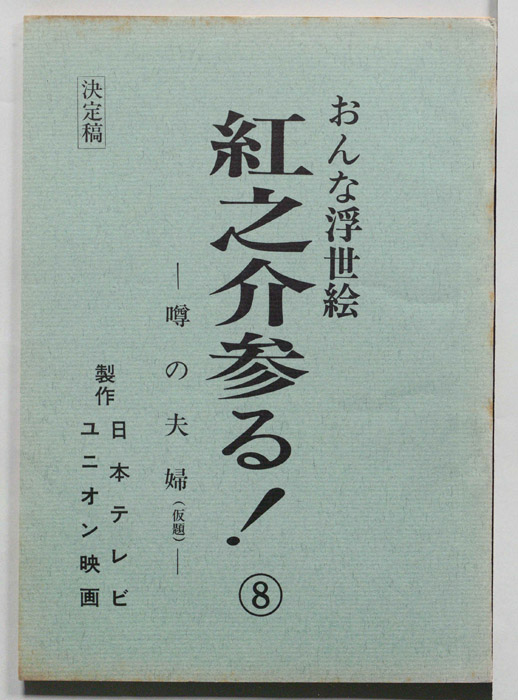 おんな浮世絵
紅之介参る!
⑧
―噂の夫婦(仮題)―
決定稿
製作
日本テレビ
ユニオン映画